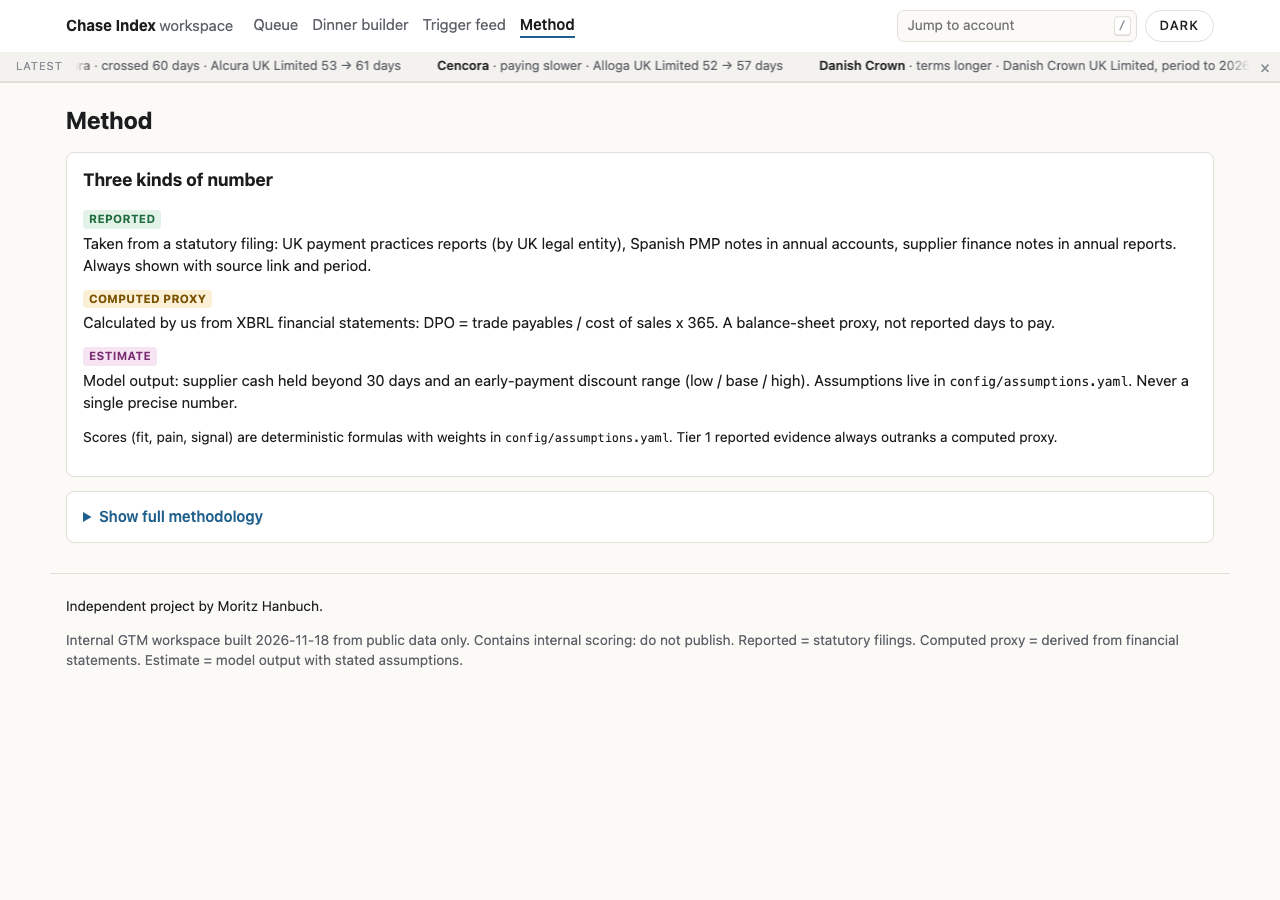 Chase Index workspace Queue Dinner builder Trigger feed Method Jump to account / DARK
LATEST · crossed 60 days · Alcura UK Limited 53 → 61 days Cencora · paying slower · Alloga UK Limited 52 → 57 days Danish Crown · terms longer · Danish Crown UK Limited, period to ×
Method
Three kinds of number
REPORTED
Taken from a statutory filing: UK payment practices reports (by UK legal entity), Spanish PMP notes in annual accounts, supplier finance notes in annual reports.
Always shown with source link and period.
COMPUTED PROXY
Calculated by us from XBRL financial statements: DPO = trade payables / cost of sales x 365. A balance-sheet proxy, not reported days to pay.
ESTIMATE
Model output: supplier cash held beyond 30 days and an early-payment discount range (low / base / high). Assumptions live in config/assumptions.yaml. Never a
single precise number.
Scores (fit, pain, signal) are deterministic formulas with weights in config/assumptions.yaml. Tier 1 reported evidence always outranks a computed proxy.
▶ Show full methodology
Independent project by Moritz Hanbuch.
Internal GTM workspace built 2026-11-18 from public data only. Contains internal scoring: do not publish. Reported = statutory filings. Computed proxy = derived from financial
statements. Estimate = model output with stated assumptions.